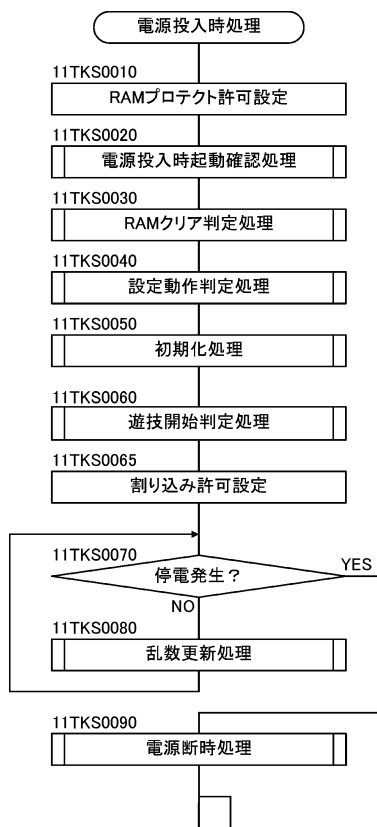 電源投入時処理
11TKS0010
RAMプロテクト許可設定
11TKS0020
電源投入時起動確認処理
11TKS0030
RAMクリア判定処理
11TKS0040
設定動作判定処理
11TKS0050
初期化処理
11TKS0060
遊技開始判定処理
11TKS0065
割り込み許可設定
11TKS0070
停電発生？
YES
NO
11TKS0080
乱数更新処理
11TKS0090
電源断時処理